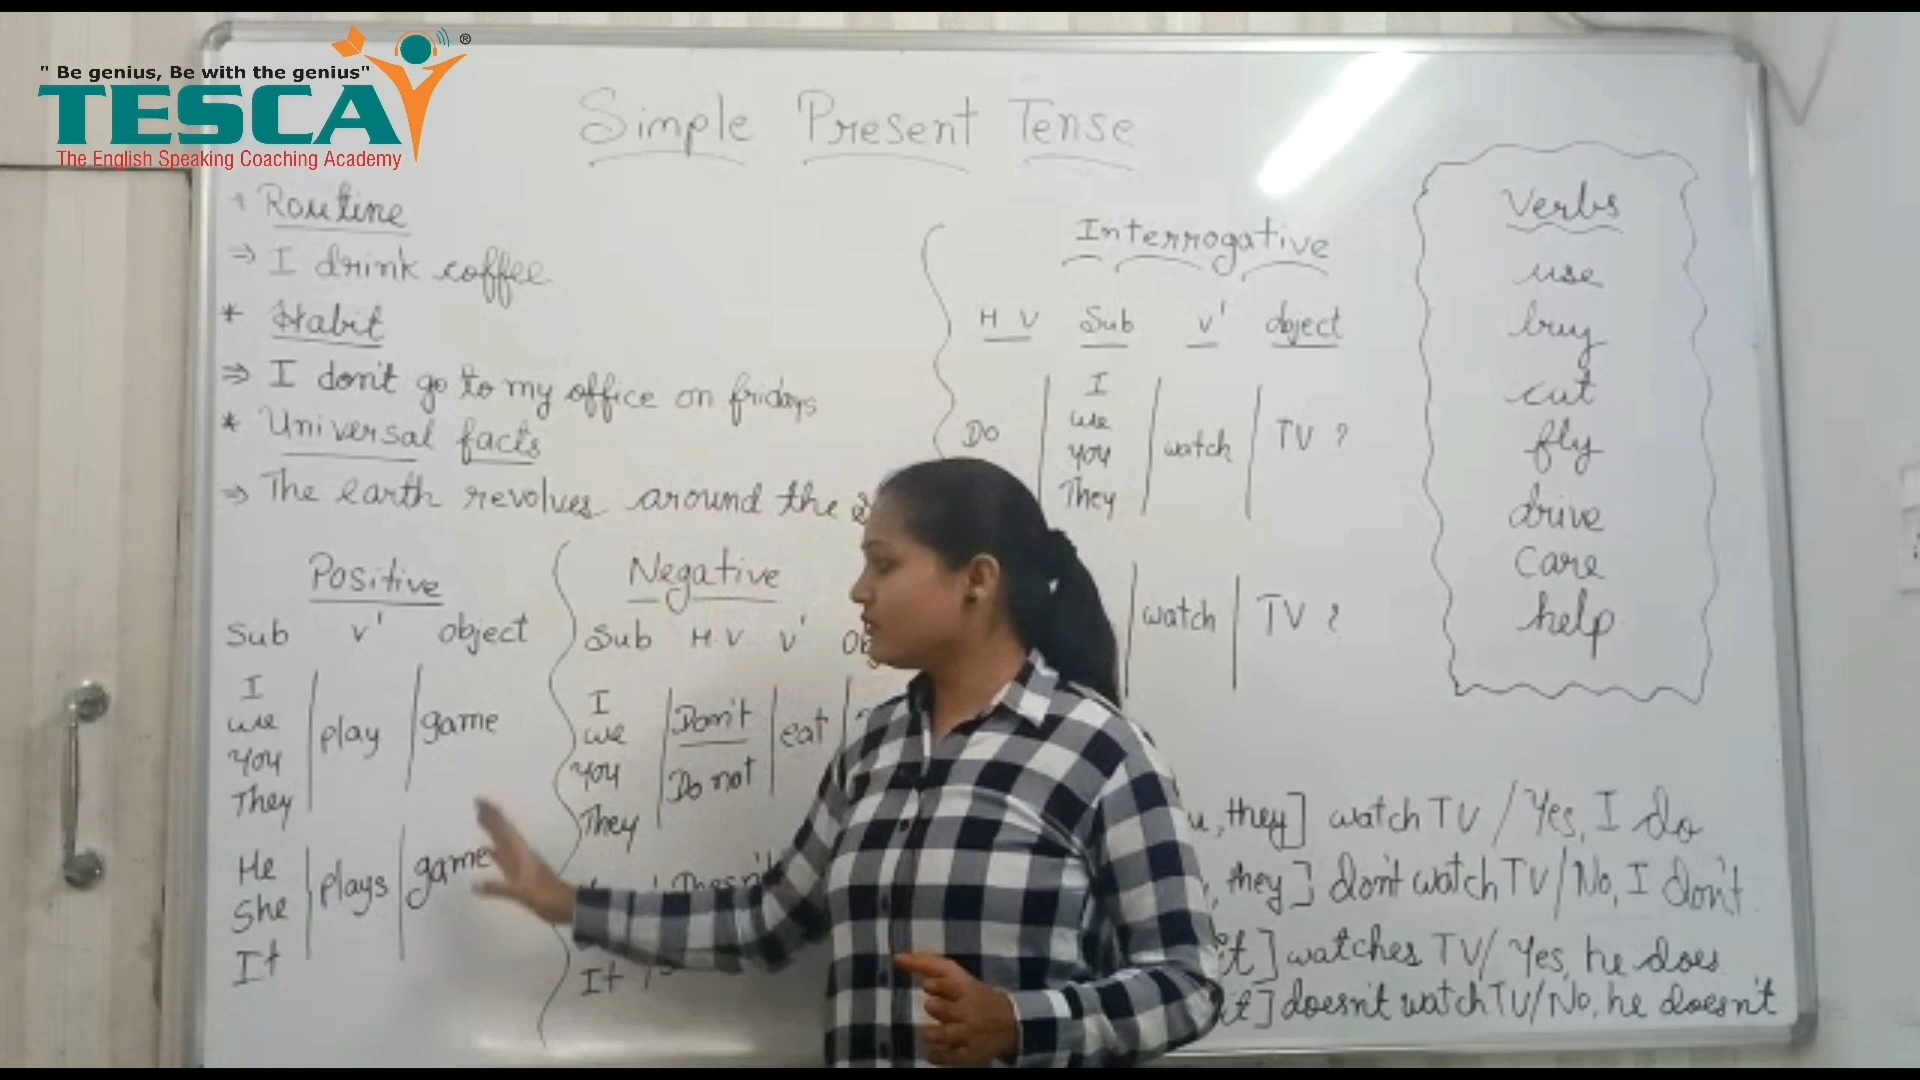 " Be genius, Be with the genius"
®
TESCA
The English Speaking Coaching Academy
Simple Present Tense
* Routine
⇒ I drink coffee
* Habit
⇒ I don't go to my office on fridays
* Universal facts
⇒ The earth revolves around the
Positive
Sub v' object
I
we
You
They
play
game
He
She
It
plays
game
Negative
Sub H.V v'
I
we
You
They
Don't
Do not
eat
It
Interrogative
H V Sub v' object
Do
I
we
you
They
watch
TV ?
watch
TV ?
, they] watch TV / Yes, I do
, they] don't watch TV / No, I don't
it] watches TV / Yes, he does
it] doesn't watch TV / No, he doesn't
Verbs
use
buy
cut
fly
drive
care
help